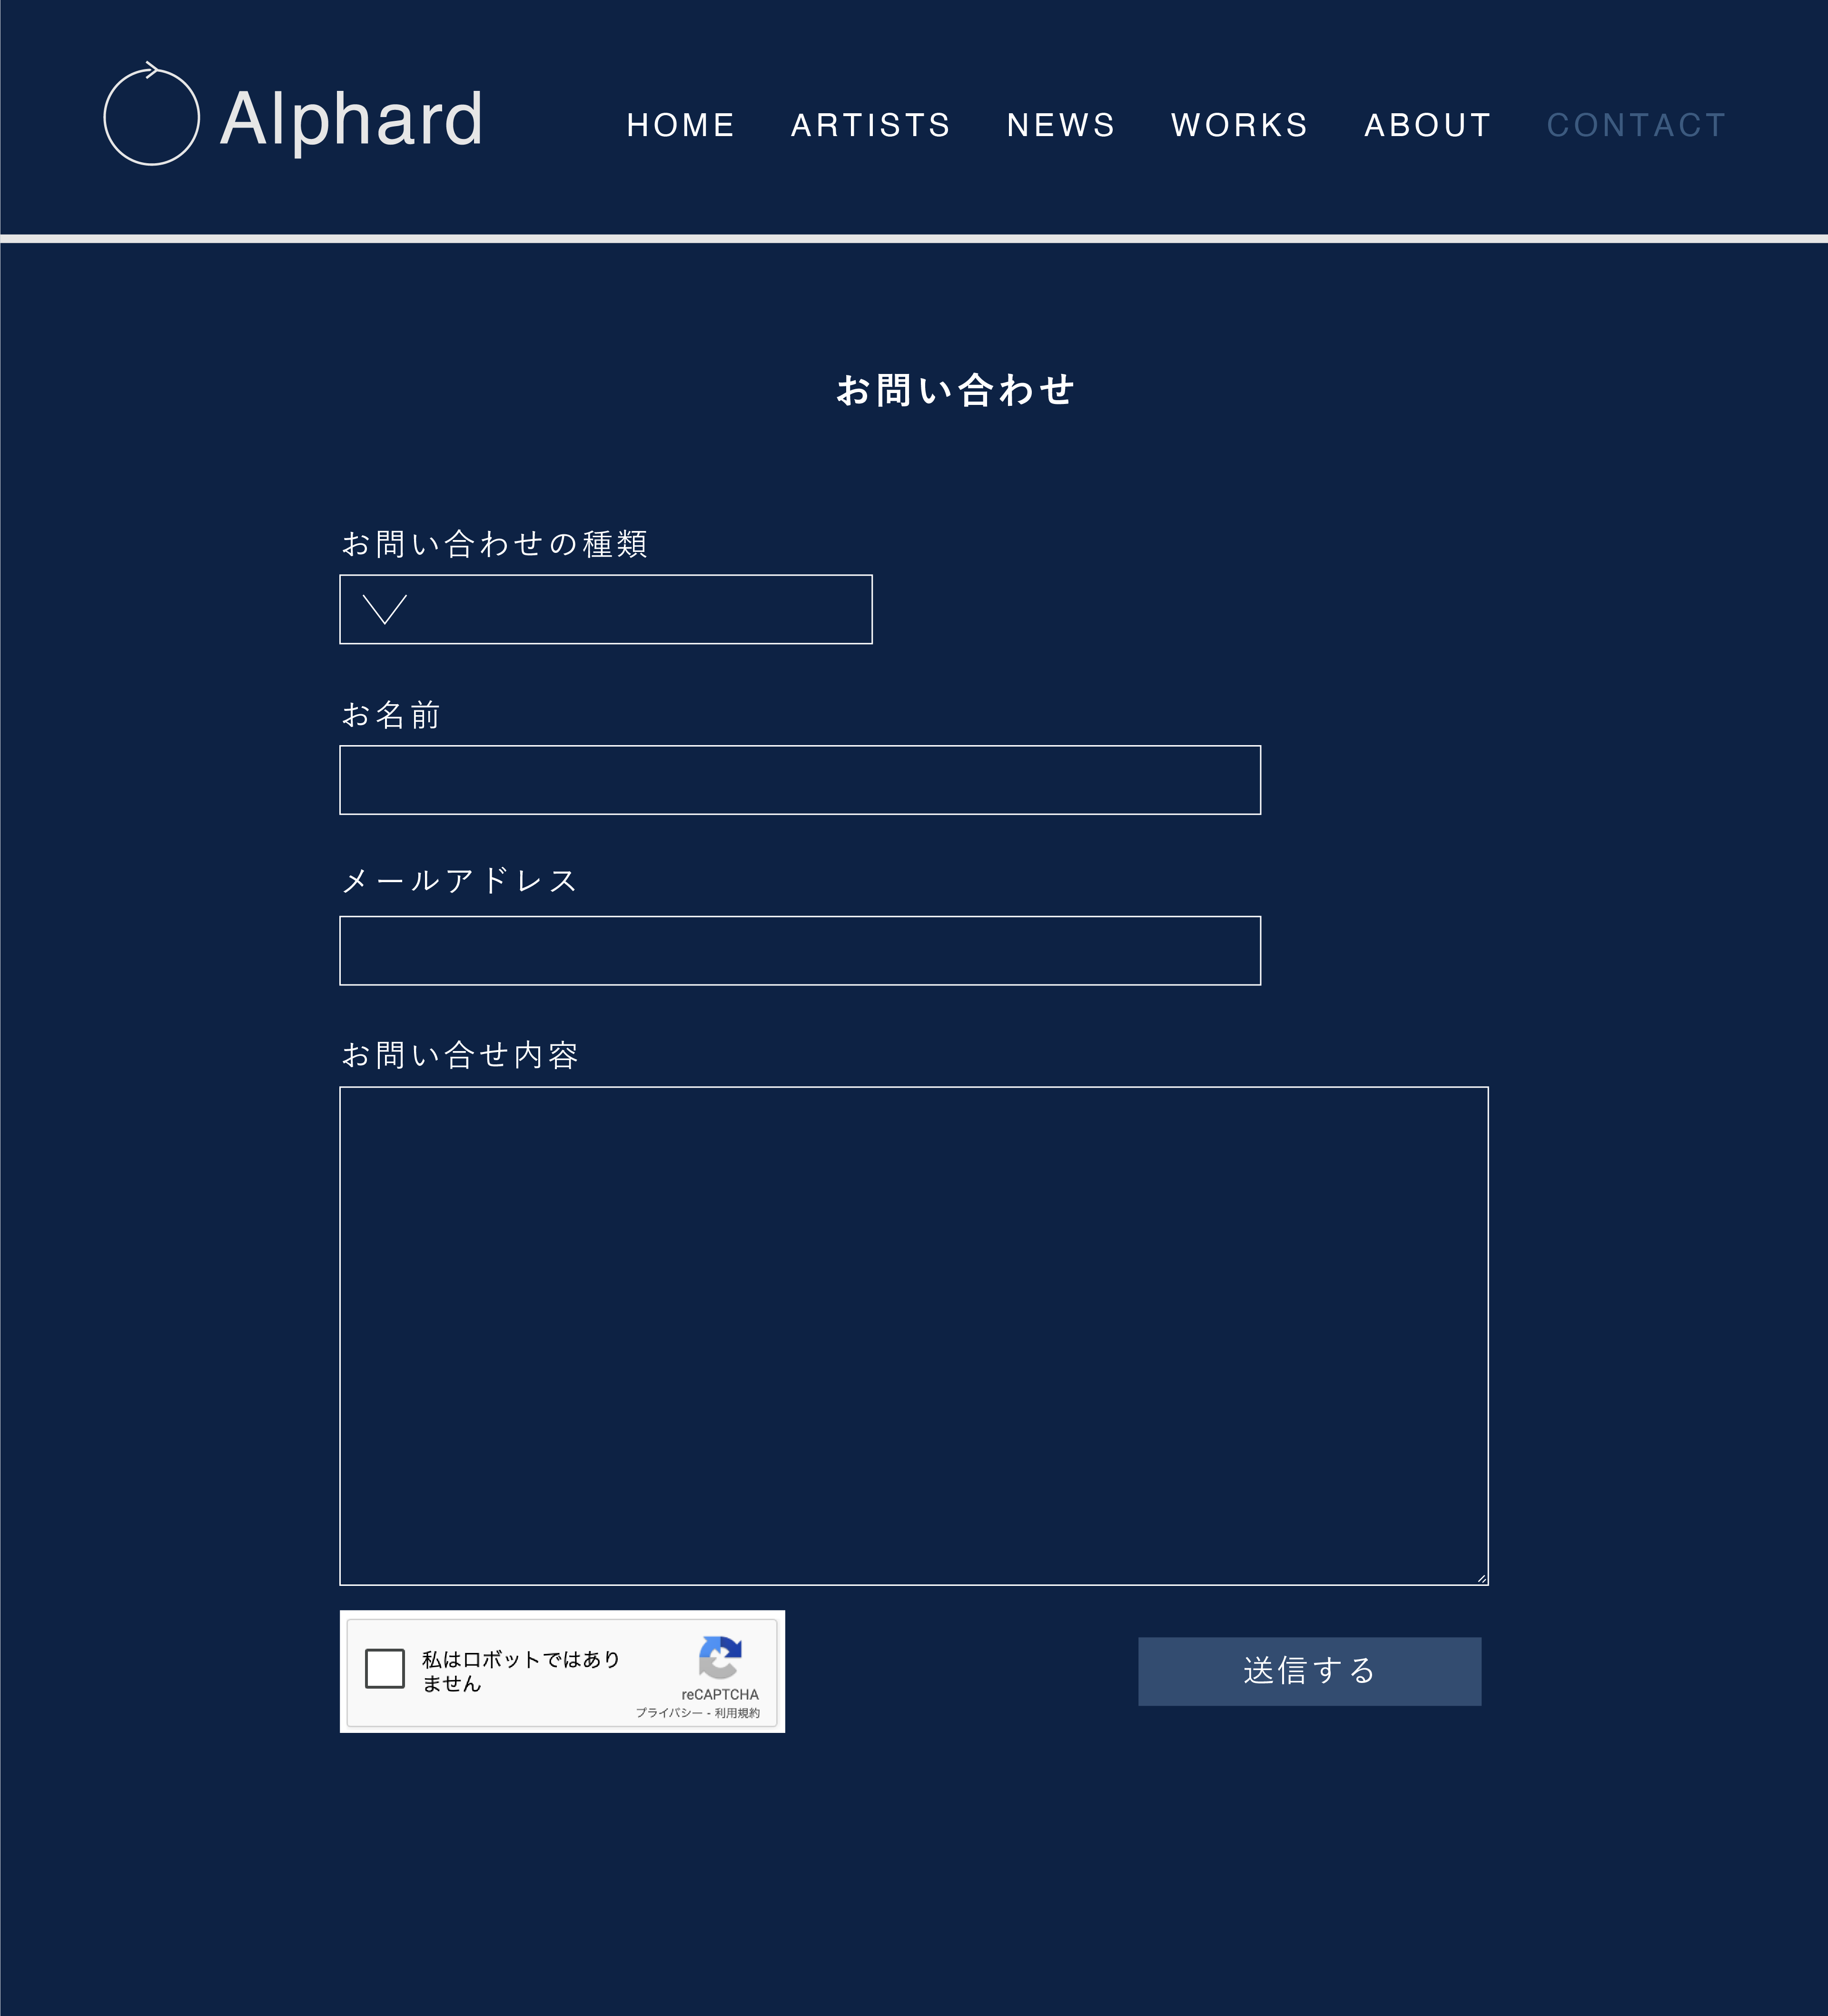 Alphard
HOME ARTISTS NEWS WORKS ABOUT CONTACT
お問い合わせ
お問い合わせの種類
お名前
メールアドレス
お問い合せ内容
私はロボットではあり
ません
reCAPTCHA
プライバシー - 利用規約
送信する